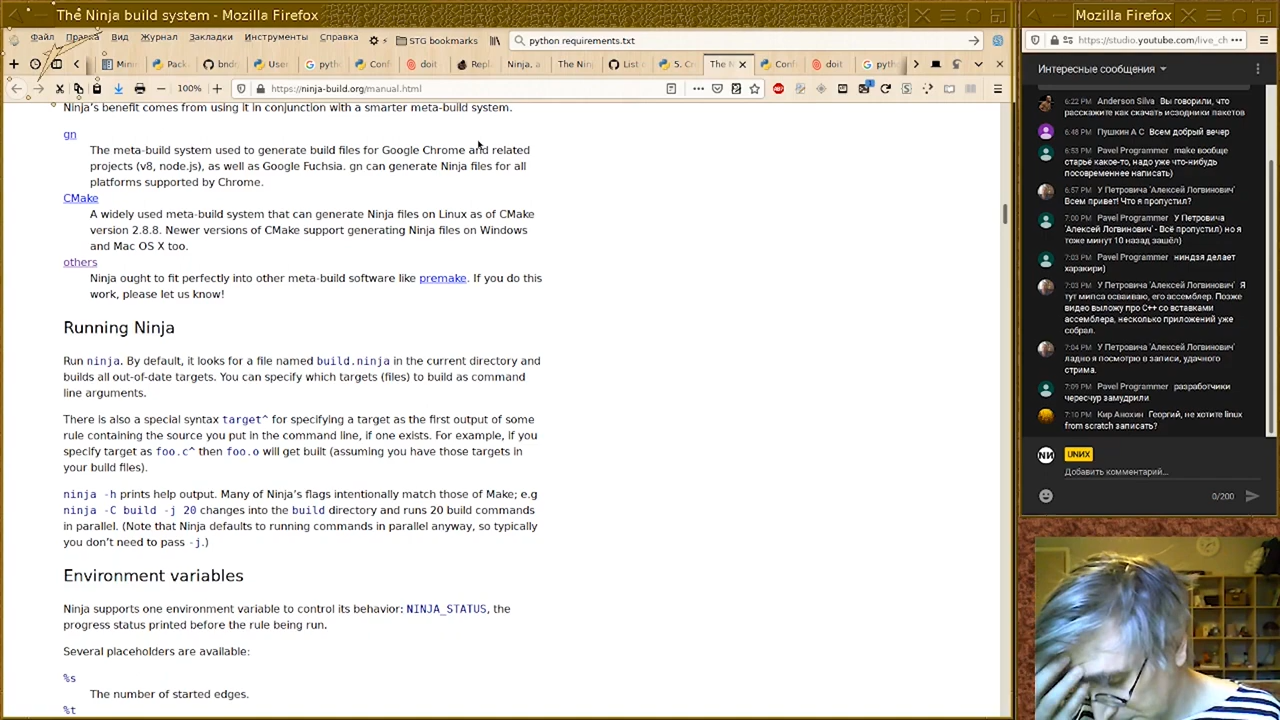 The Ninja build system - Mozilla Firefox
Файл Правка Вид Журнал Закладки Инструменты Справка
STG bookmarks
python requirements.txt
Pack
User
pyth
Conf
doit
Repl
Ninja, a
The Nin
List o
S. C
The N
Conf
doit
pyth
100%
https://ninja-build.org/manual.html
Ninja's benefit comes from using it in conjunction with a smarter meta-build system.
gn
The meta-build system used to generate build files for Google Chrome and related
projects (v8, node.js), as well as Google Fuchsia. gn can generate Ninja files for all
platforms supported by Chrome.
CMake
A widely used meta-build system that can generate Ninja files on Linux as of CMake
version 2.8.8. Newer versions of CMake support generating Ninja files on Windows
and Mac OS X too.
others
Ninja ought to fit perfectly into other meta-build software like premake. If you do this
work, please let us know!
Running Ninja
Run ninja. By default, it looks for a file named build.ninja in the current directory and
builds all out-of-date targets. You can specify which targets (files) to build as command
line arguments.
There is also a special syntax target^ for specifying a target as the first output of some
rule containing the source you put in the command line, if one exists. For example, if you
specify target as foo.c^ then foo.o will get built (assuming you have those targets in
your build files).
ninja -h prints help output. Many of Ninja's flags intentionally match those of Make; e.g
ninja -C build -j 20 changes into the build directory and runs 20 build commands
in parallel. (Note that Ninja defaults to running commands in parallel anyway, so typically
you don't need to pass -j.)
Environment variables
Ninja supports one environment variable to control its behavior: NINJA_STATUS, the
progress status printed before the rule being run.
Several placeholders are available:
%s
The number of started edges.
%t
Mozilla Firefox
https://studio.youtube.com/live_ch
Интересные сообщения
6:22 PM Anderson Silva Вы говорили, что
расскажите как скачать исходники пакетов
6:48 PM Пушкин А С Всем добрый вечер
6:53 PM Pavel Programmer make вообще
старьё какое-то, надо уже что-нибудь
посовременнее написать)
6:57 PM У Петровича 'Алексей Логвинович'
Всем привет! Что я пропустил?
7:00 PM Pavel Programmer У Петровича
'Алексей Логвинович' - Всё пропустил) но я
тоже минут 10 назад зашёл)
7:03 PM Pavel Programmer ниндзя делает
харакири)
7:03 PM У Петровича 'Алексей Логвинович' Я
тут мипса осваиваю, его ассемблер. Позже
видео выложу про С++ со вставками
ассемблера, несколько приложений уже
собрал.
7:04 PM У Петровича 'Алексей Логвинович'
ладно я посмотрю в записи, удачного
стрима.
7:09 PM Pavel Programmer разработчики
чересчур замудрили
7:10 PM Кир Анохин Георгий, не хотите linux
from scratch записать?
UNИX
Добавить комментарий...
0/200